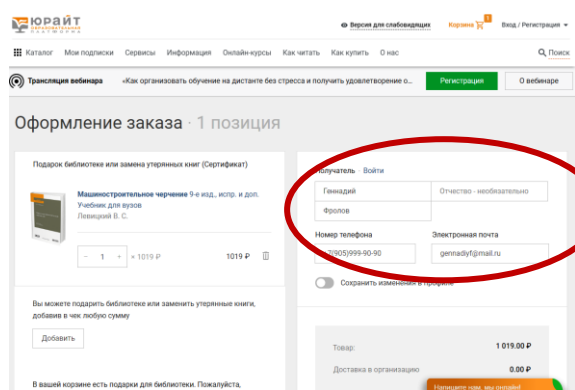 юрайт
ОБРАЗОВАТЕЛЬНАЯ
ПЛАТФОРМА
Версия для слабовидящих
Корзина 1
Вход / Регистрация
Каталог Мои подписки Сервисы Информация Онлайн-курсы Как читать Как купить О нас Поиск
Трансляция вебинара «Как организовать обучение на дистанте без стресса и получить удовлетворение о... Регистрация О вебинаре
Оформление заказа · 1 позиция
Подарок библиотеке или замена утерянных книг (Сертификат)
Машиностроительное черчение 9-е изд., испр. и доп.
Учебник для вузов
Левицкий В. С.
- 1 + × 1019 ₽ 1019 ₽
Вы можете подарить библиотеке или заменить утерянные книги,
добавив в чек любую сумму
Добавить
В вашей корзине есть подарки для библиотеки. Пожалуйста,
Получатель · Войти
Геннадий Отчество - необязательно
Фролов
Номер телефона Электронная почта
7(905)999-90-90 gennadiyf@mail.ru
Сохранить изменения в профиле
Товар: 1 019.00 ₽
Доставка в организацию 0.00 ₽
Напишите нам, мы онлайн!